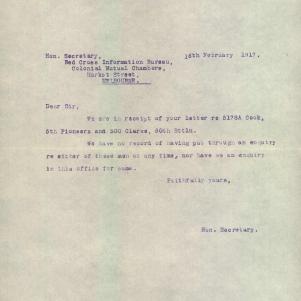 Hon. Secretary,                    16th February 1917.
Red Cross Information Bureau,
Colonial Mutual Chambers,
Market Street,
MELBOURNE.
Dear Sir,
We are in receipt of your letter re 5178A Cook,
5th Pioneers and 500 Clarke, 50th Bttln.
We have no record of having put through an enquiry
re either of these men at any time, nor have we an enquiry
in this office for same.
Faithfully yours,
Hon. Secretary.